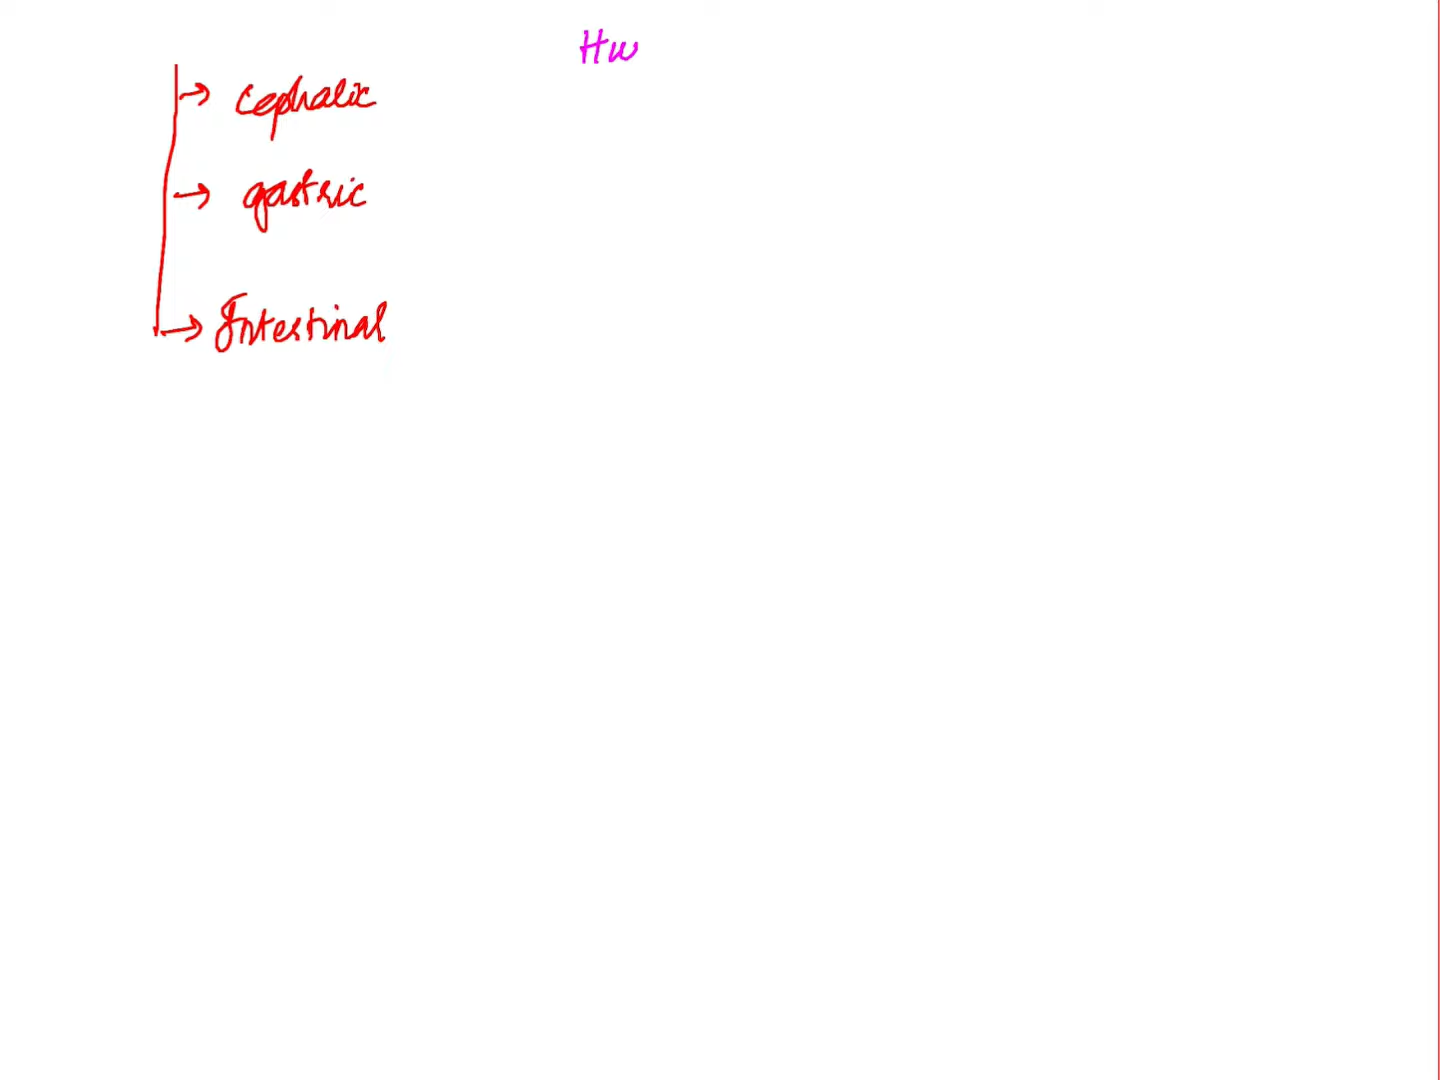 Hw
→ cephalic
→ gastric
→ Intestinal